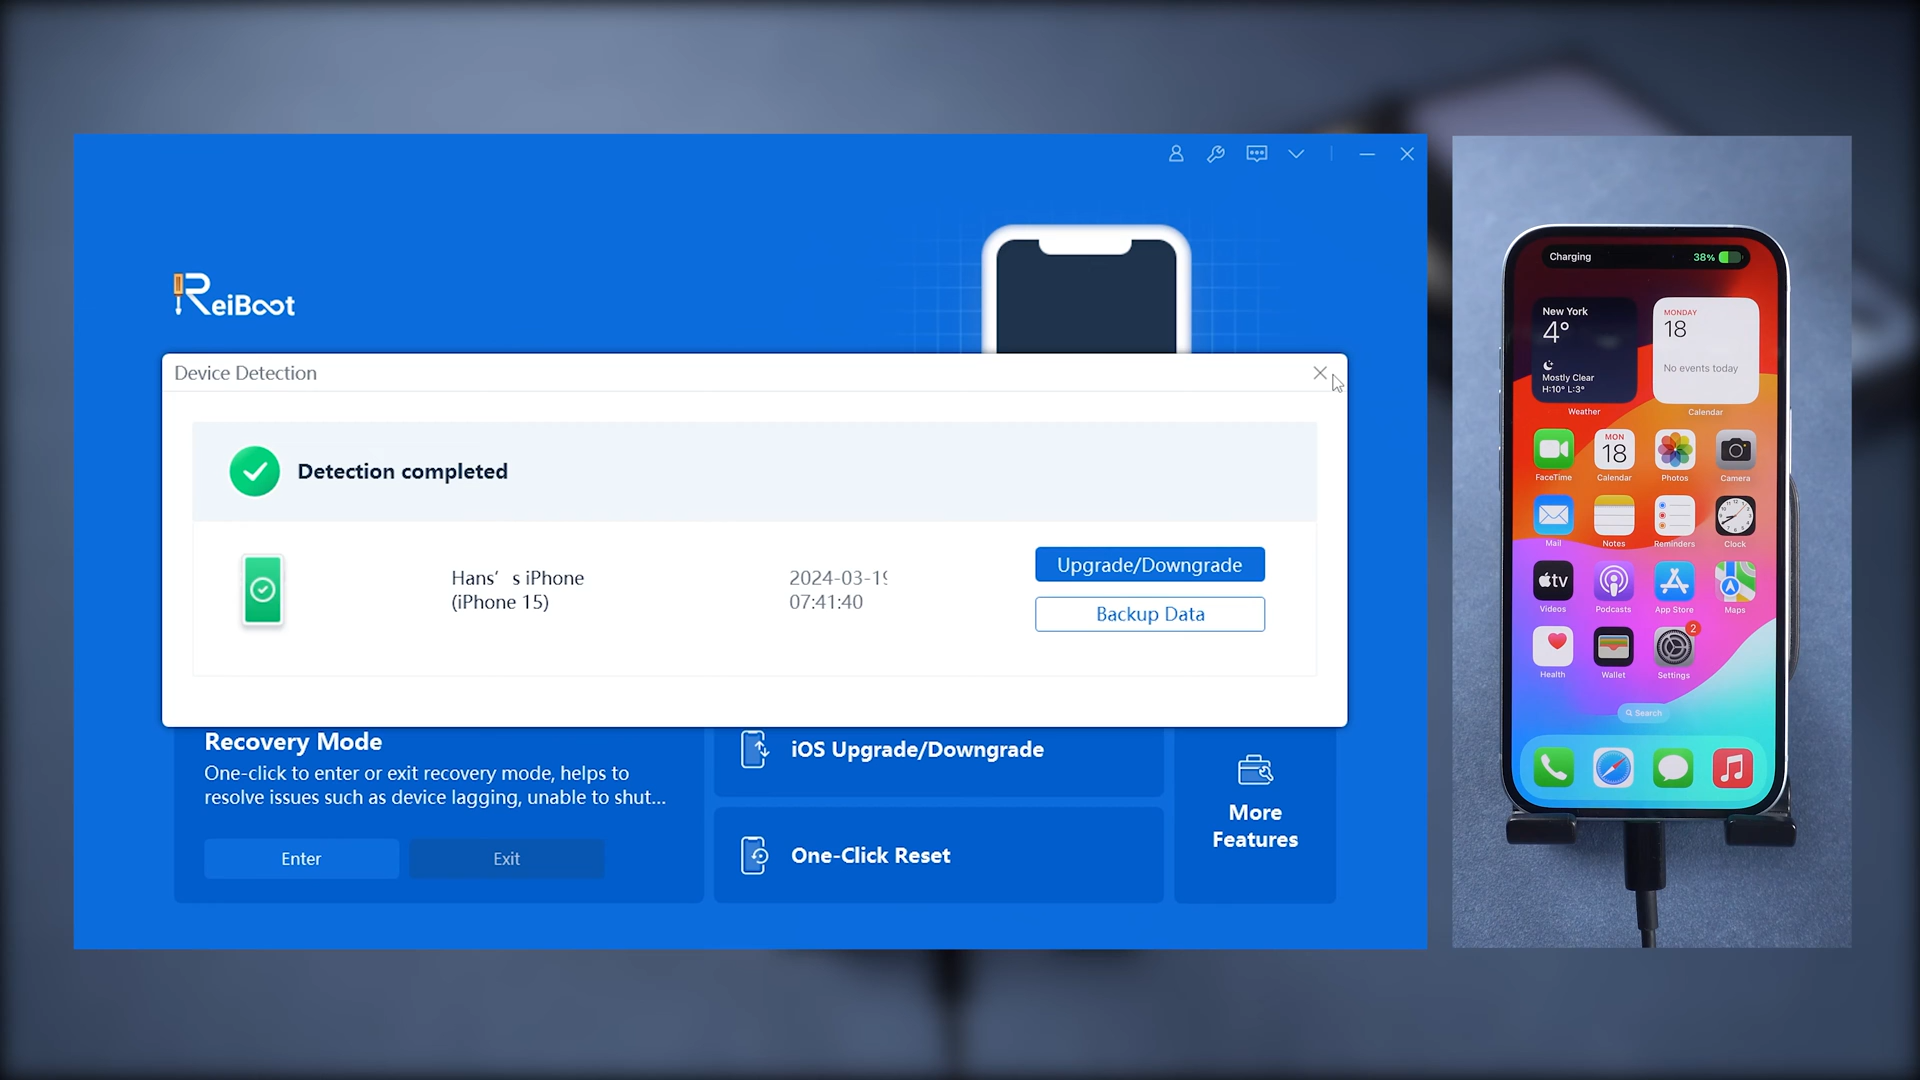 ReiBoot
Device Detection
Detection completed
Hans’ s iPhone
(iPhone 15)
2024-03-19
07:41:40
Upgrade/Downgrade
Backup Data
Recovery Mode
One-click to enter or exit recovery mode, helps to
resolve issues such as device lagging, unable to shut...
Enter
Exit
iOS Upgrade/Downgrade
One-Click Reset
More
Features
Charging
38%
New York
4°
Mostly Clear
H:10° L:3°
Weather
MONDAY
18
No events today
Calendar
MON
18
FaceTime
Calendar
Photos
Camera
Mail
Notes
Reminders
Clock
tv
Videos
Podcasts
App Store
Maps
2
Health
Wallet
Settings
Search